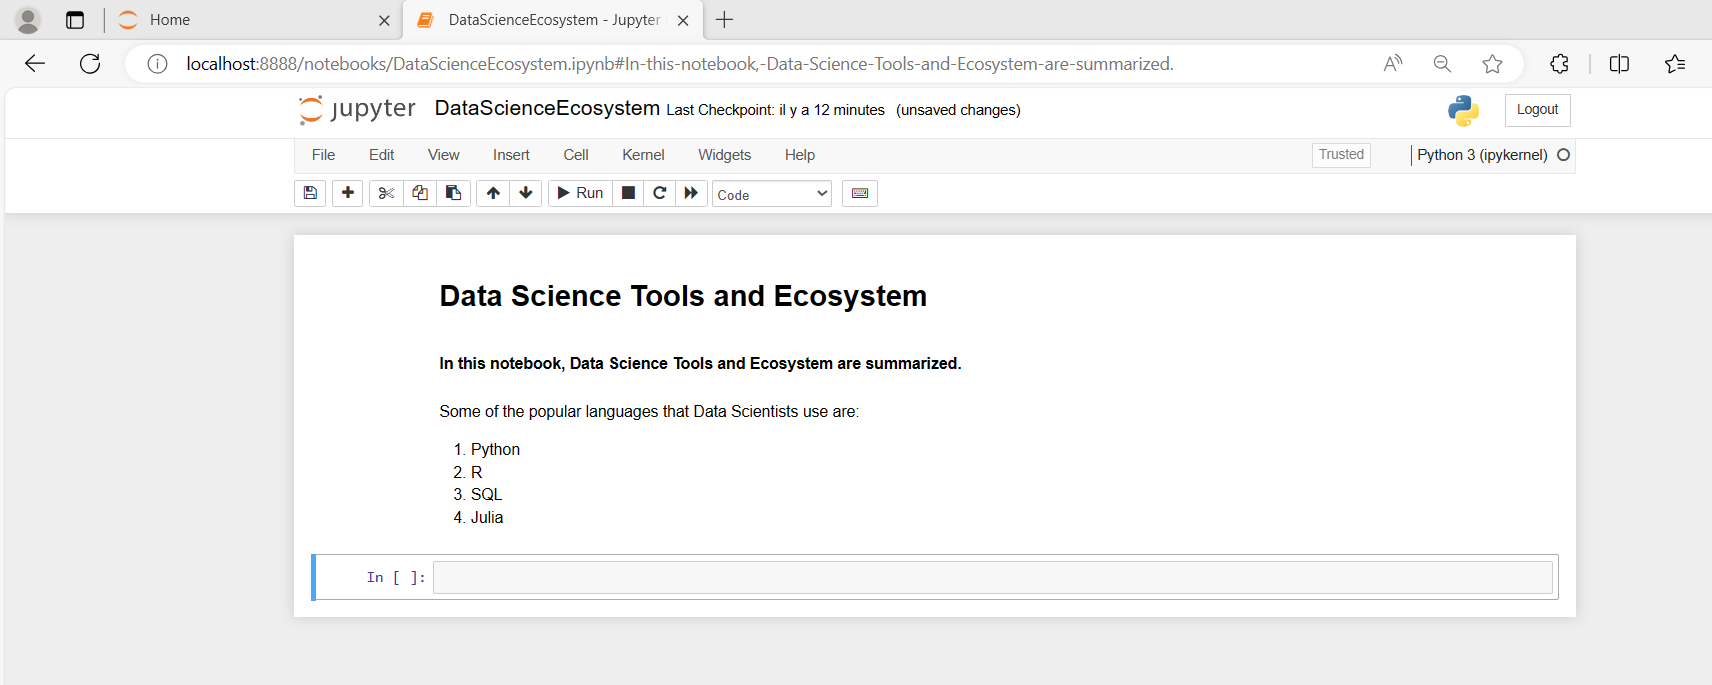 Home
DataScienceEcosystem - Jupyter
localhost:8888/notebooks/DataScienceEcosystem.ipynb#In-this-notebook,-Data-Science-Tools-and-Ecosystem-are-summarized.
jupyter DataScienceEcosystem Last Checkpoint: il y a 12 minutes (unsaved changes)
Logout
File Edit View Insert Cell Kernel Widgets Help
Trusted
Python 3 (ipykernel)
Run
Code
Data Science Tools and Ecosystem
In this notebook, Data Science Tools and Ecosystem are summarized.
Some of the popular languages that Data Scientists use are:
1. Python
2. R
3. SQL
4. Julia
In [ ]: